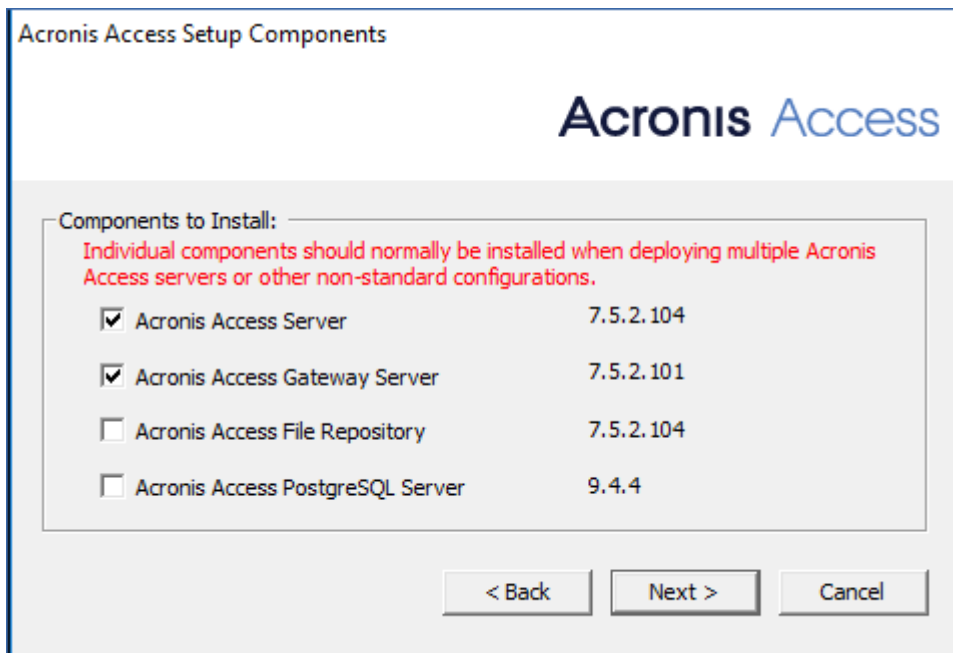 Acronis Access Setup Components
Acronis Access
Components to Install:
Individual components should normally be installed when deploying multiple Acronis
Access servers or other non-standard configurations.
Acronis Access Server 7.5.2.104
Acronis Access Gateway Server 7.5.2.101
Acronis Access File Repository 7.5.2.104
Acronis Access PostgreSQL Server 9.4.4
< Back Next > Cancel